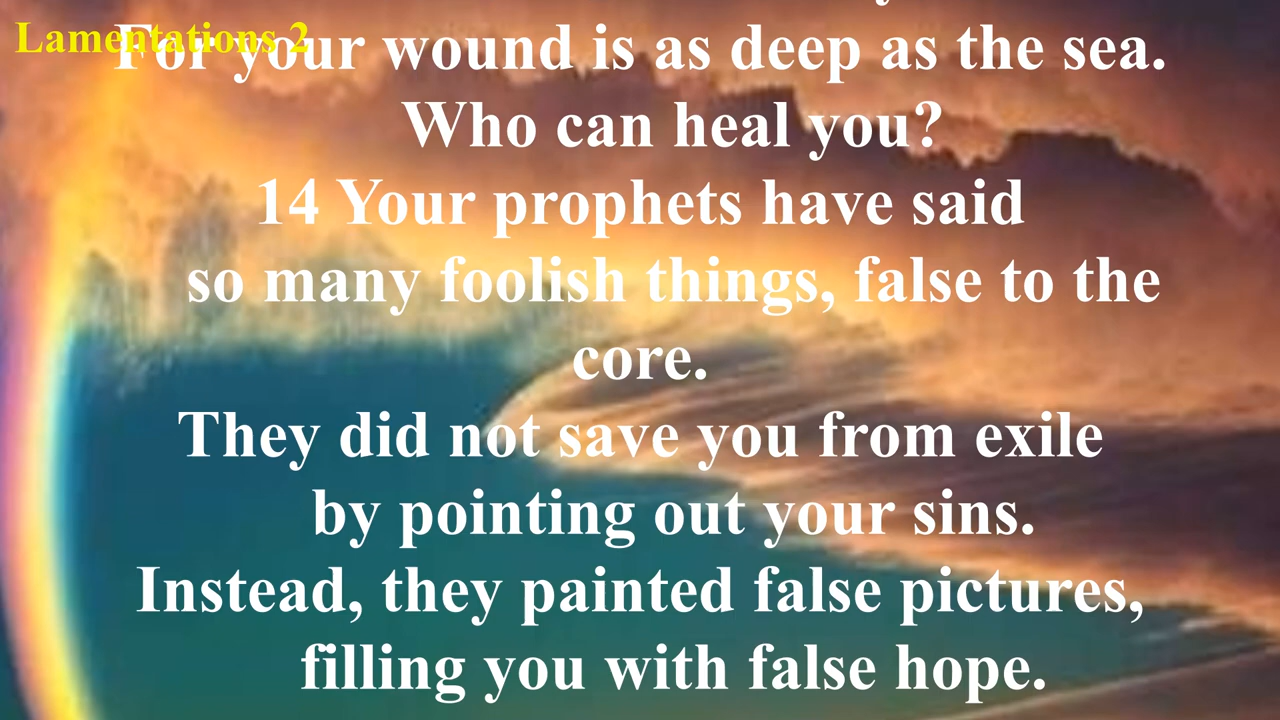 Lamentations 2
For your wound is as deep as the sea.
Who can heal you?
14 Your prophets have said
so many foolish things, false to the
core.
They did not save you from exile
by pointing out your sins.
Instead, they painted false pictures,
filling you with false hope.